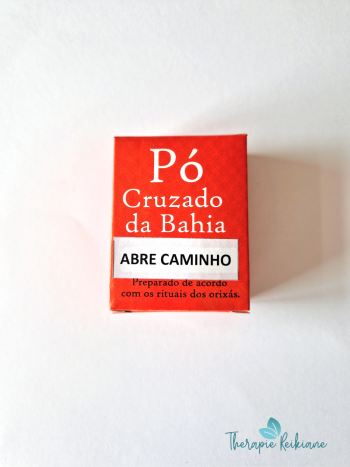 Pó
Cruzado
da Bahia
ABRE CAMINHO
Preparado de acordo
com os rituais dos orixás.
Therapie Reikiane